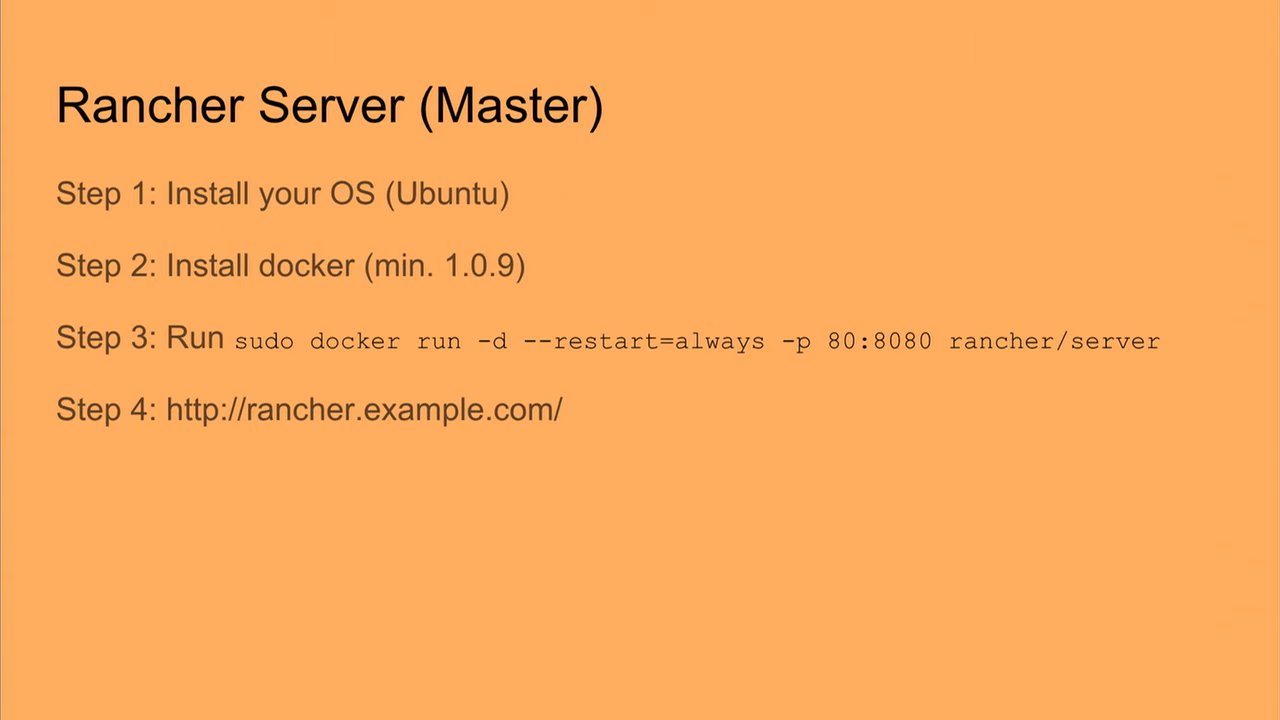 Rancher Server (Master)
Step 1: Install your OS (Ubuntu)
Step 2: Install docker (min. 1.0.9)
Step 3: Run sudo docker run -d --restart=always -p 80:8080 rancher/server
Step 4: http://rancher.example.com/